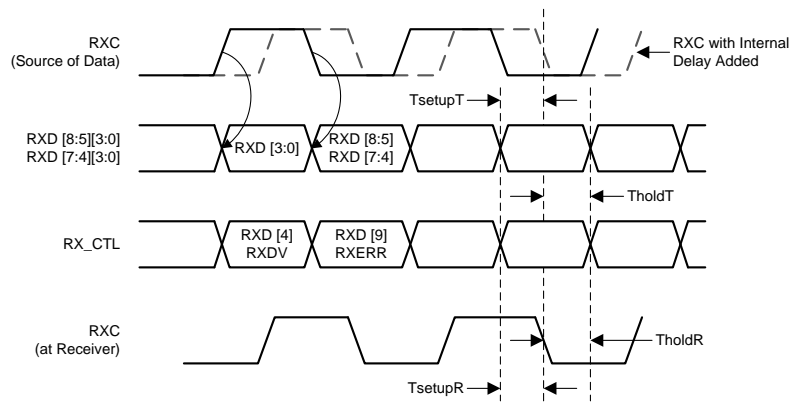 RXC
(Source of Data)
RXC with Internal
Delay Added
TsetupT
RXD [8:5][3:0]
RXD [7:4][3:0]
RXD [3:0]
RXD [8:5]
RXD [7:4]
TholdT
RX_CTL
RXD [4]
RXDV
RXD [9]
RXERR
RXC
(at Receiver)
TholdR
TsetupR